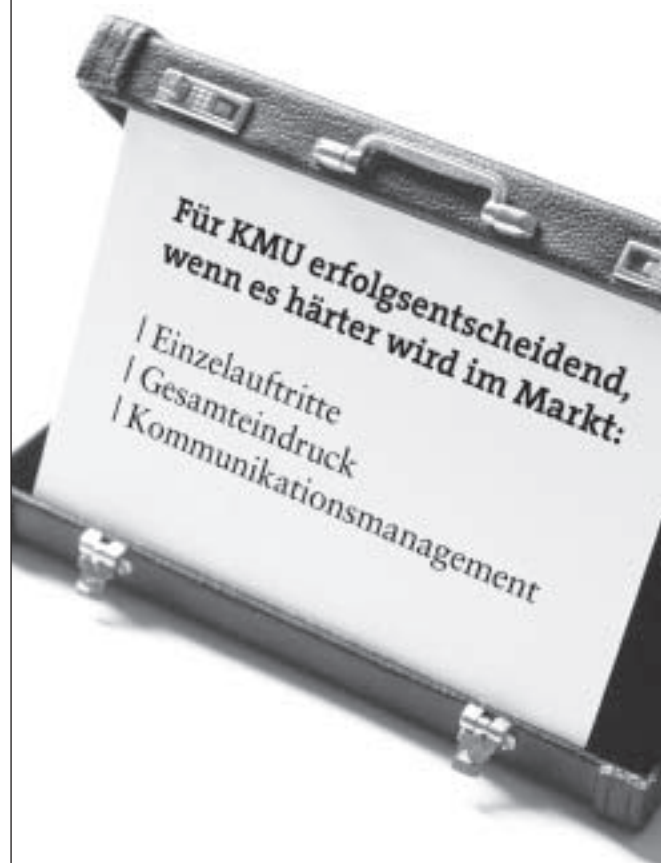 Für KMU erfolgsentscheidend,
wenn es härter wird im Markt:
| Einzelauftritte
| Gesamteindruck
| Kommunikationsmanagement